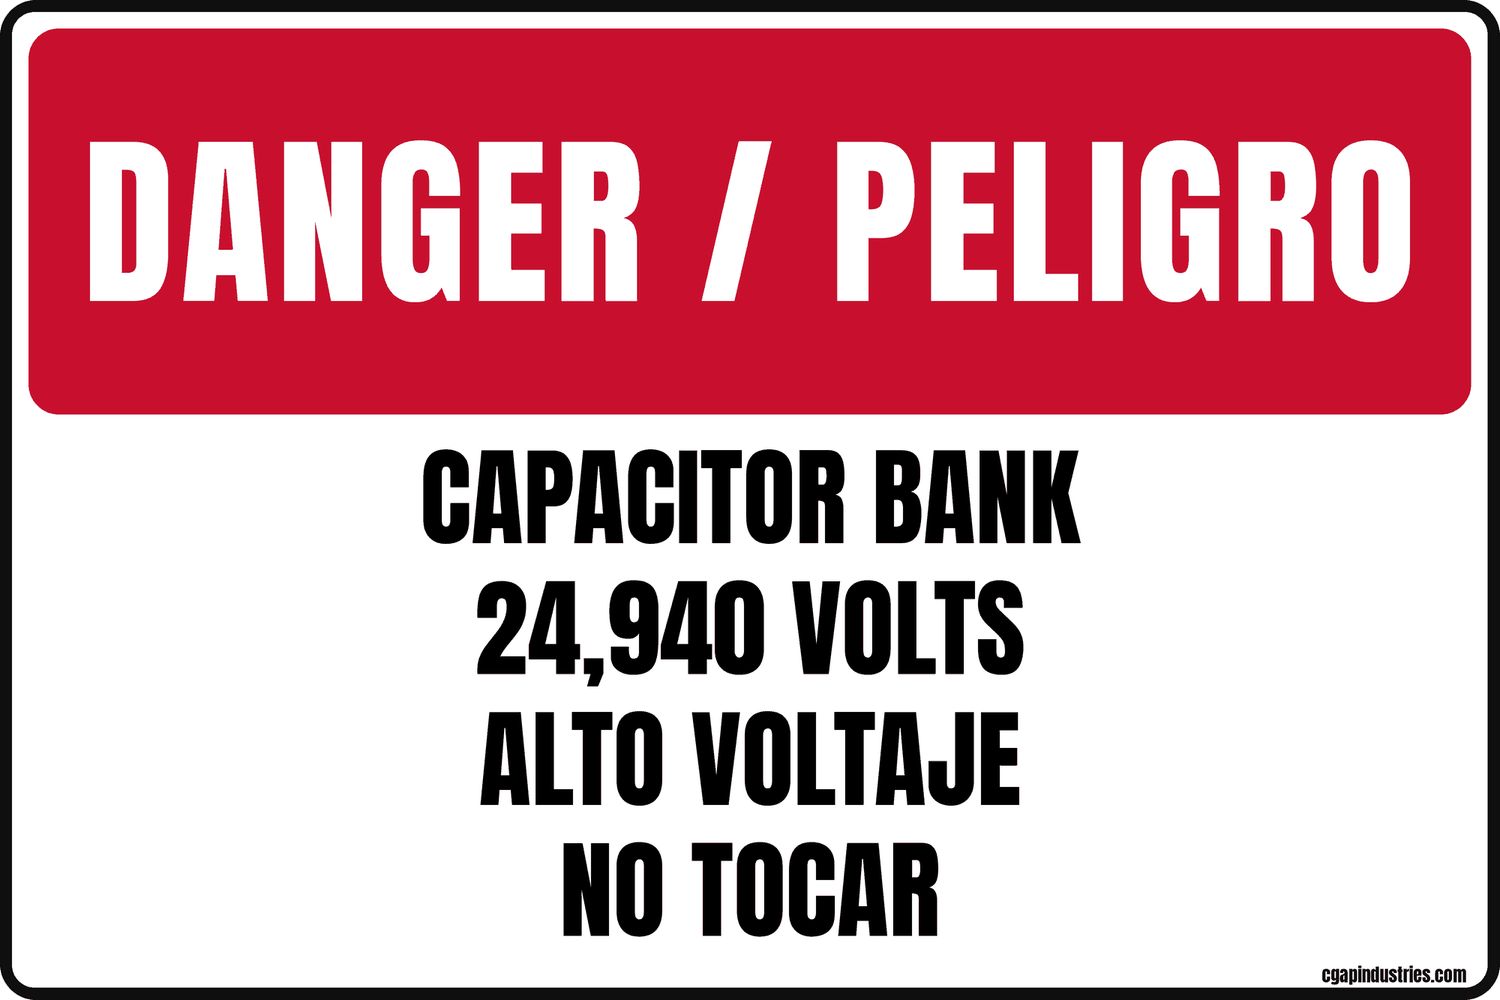 DANGER / PELIGRO
CAPACITOR BANK
24,940 VOLTS
ALTO VOLTAJE
NO TOCAR
cgapindustries.com